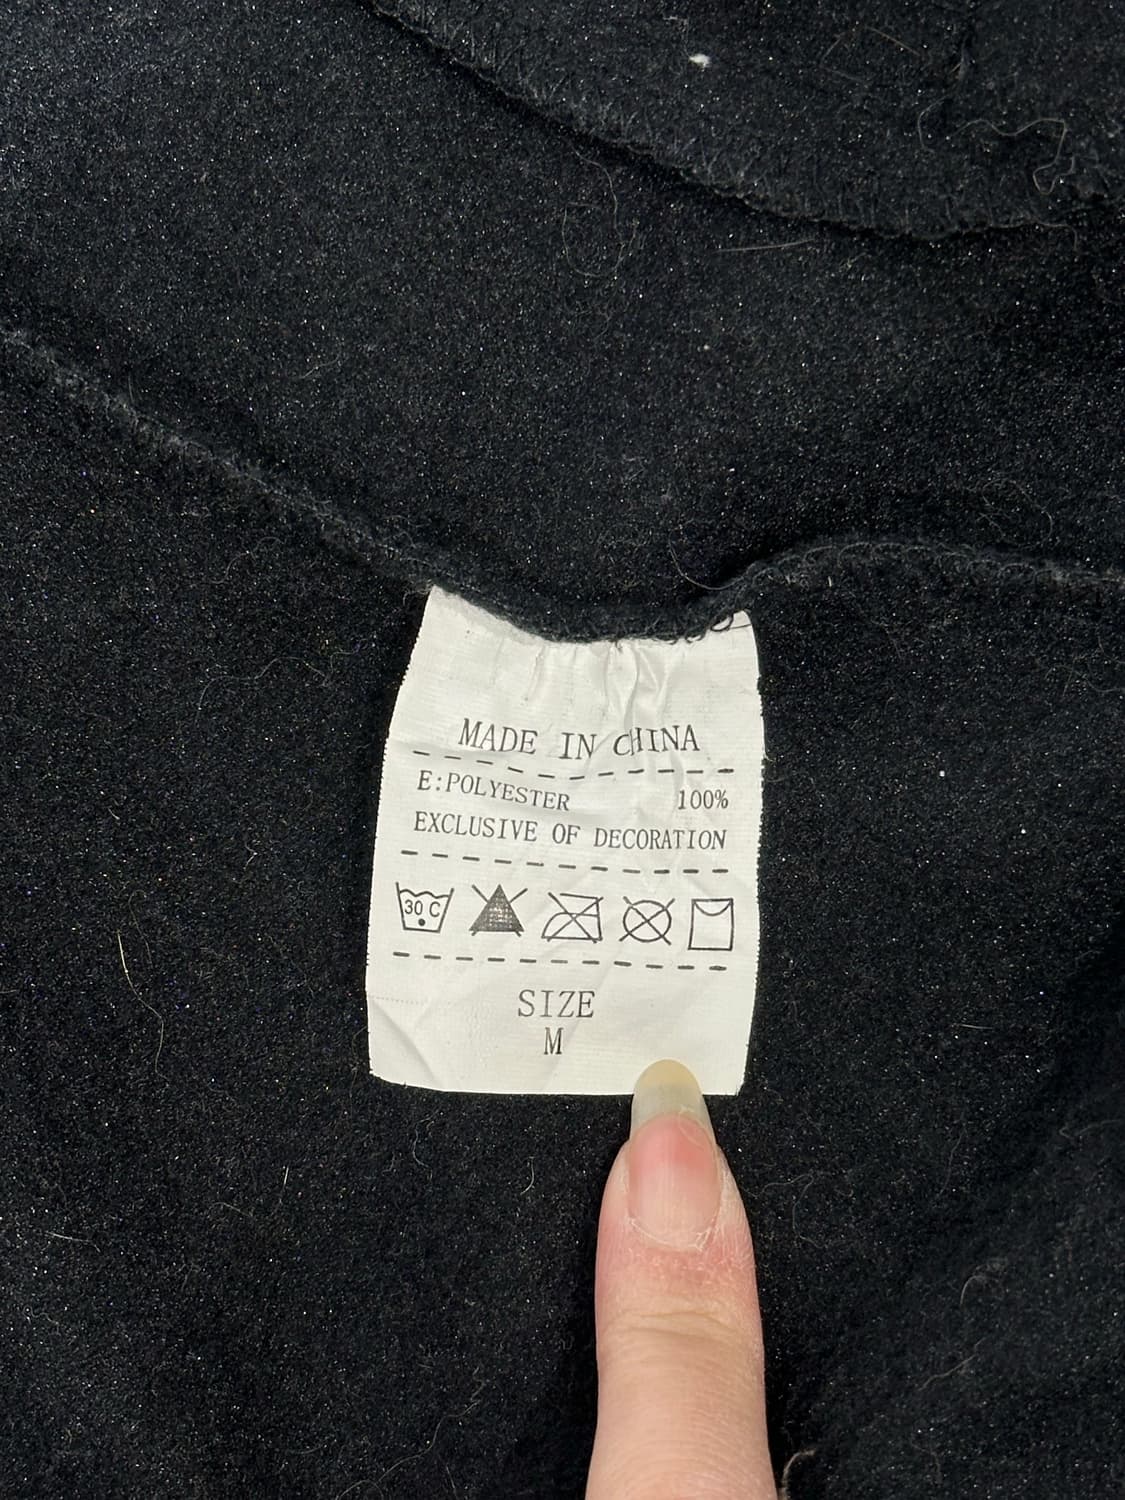 MADE IN CHINA
E:POLYESTER 100%
EXCLUSIVE OF DECORATION
30 C
SIZE
M